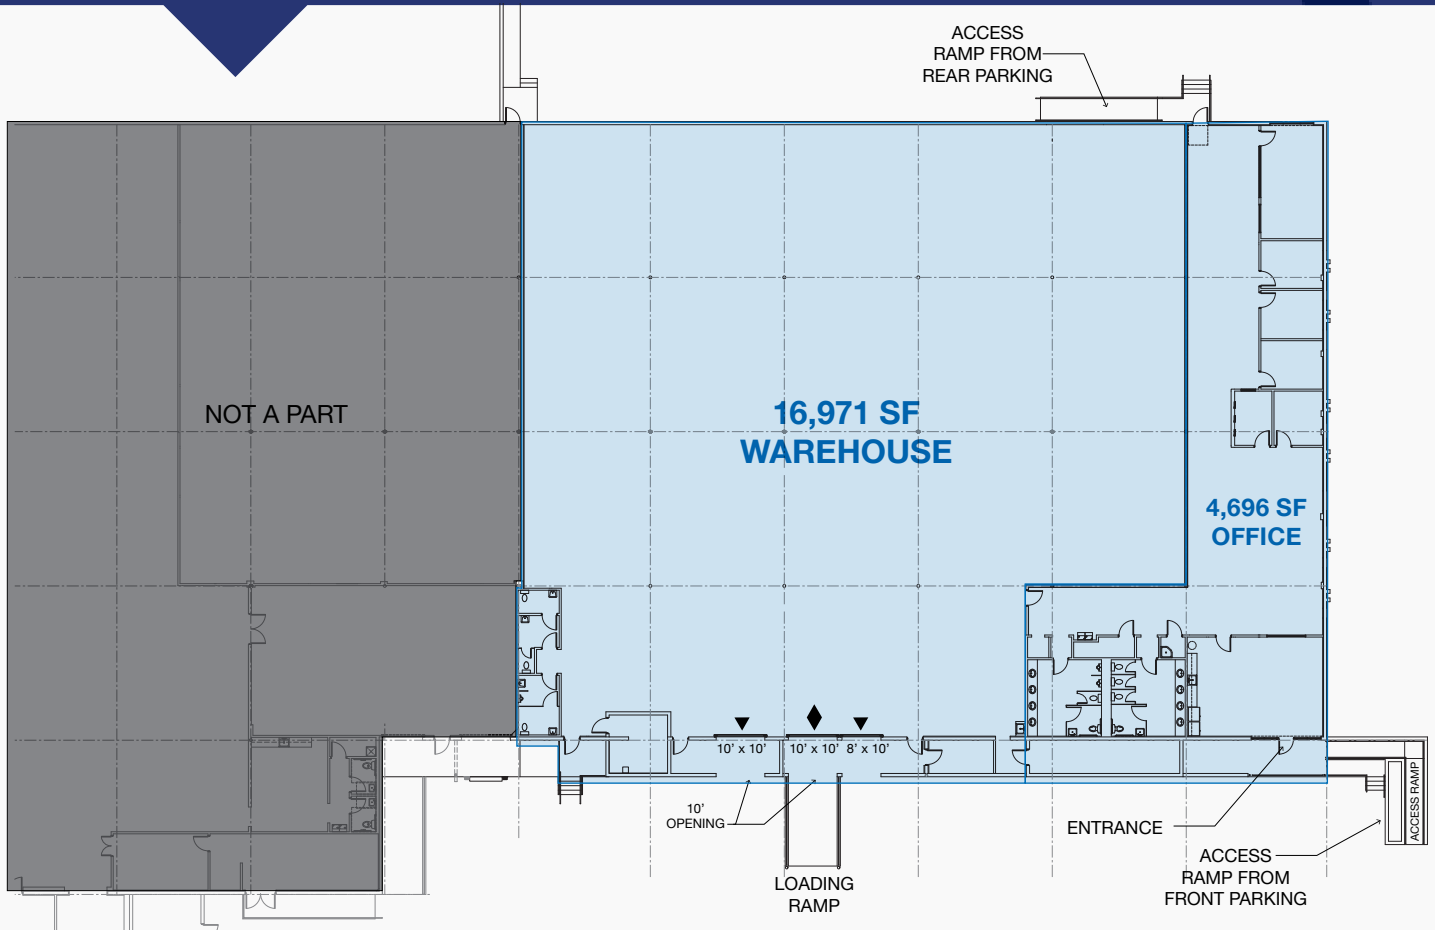 ACCESS
RAMP FROM
REAR PARKING
NOT A PART
16,971 SF
WAREHOUSE
4,696 SF
OFFICE
10' x 10'
10' x 10'
8' x 10'
10'
OPENING
LOADING
RAMP
ENTRANCE
ACCESS
RAMP FROM
FRONT PARKING
ACCESS RAMP